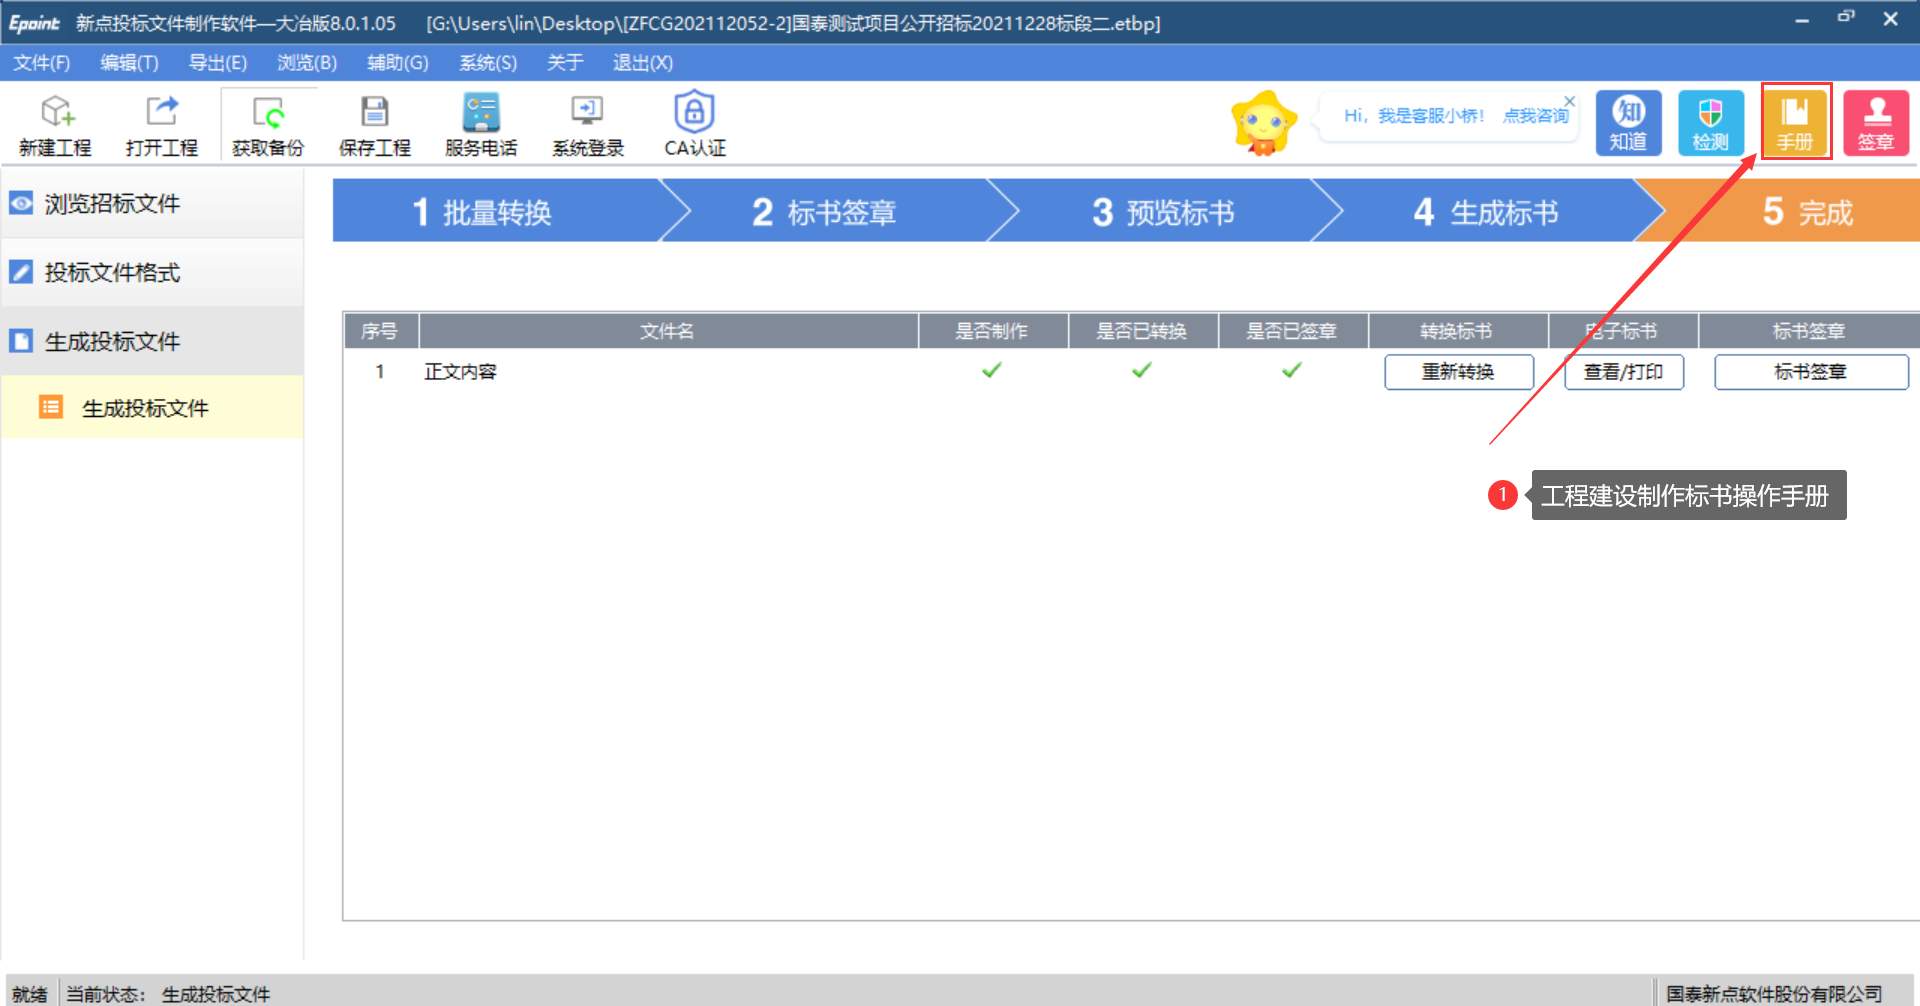 Epoint 新点投标文件制作软件—大冶版8.0.1.05 [G:\Users\lin\Desktop\[ZFCG202112052-2]国泰测试项目公开招标20211228标段二.etbp]
文件(F) 编辑(T) 导出(E) 浏览(B) 辅助(G) 系统(S) 关于 退出(X)
新建工程 打开工程 获取备份 保存工程 服务电话 系统登录 CA认证
Hi，我是客服小桥！ 点我咨询
知
知道 检测 手册 签章
浏览招标文件
投标文件格式
生成投标文件
生成投标文件
1 批量转换 2 标书签章 3 预览标书 4 生成标书 5 完成
序号 文件名 是否制作 是否已转换 是否已签章 转换标书 电子标书 标书签章
1 正文内容 重新转换 查看/打印 标书签章
1 工程建设制作标书操作手册
就绪 当前状态： 生成投标文件 国泰新点软件股份有限公司